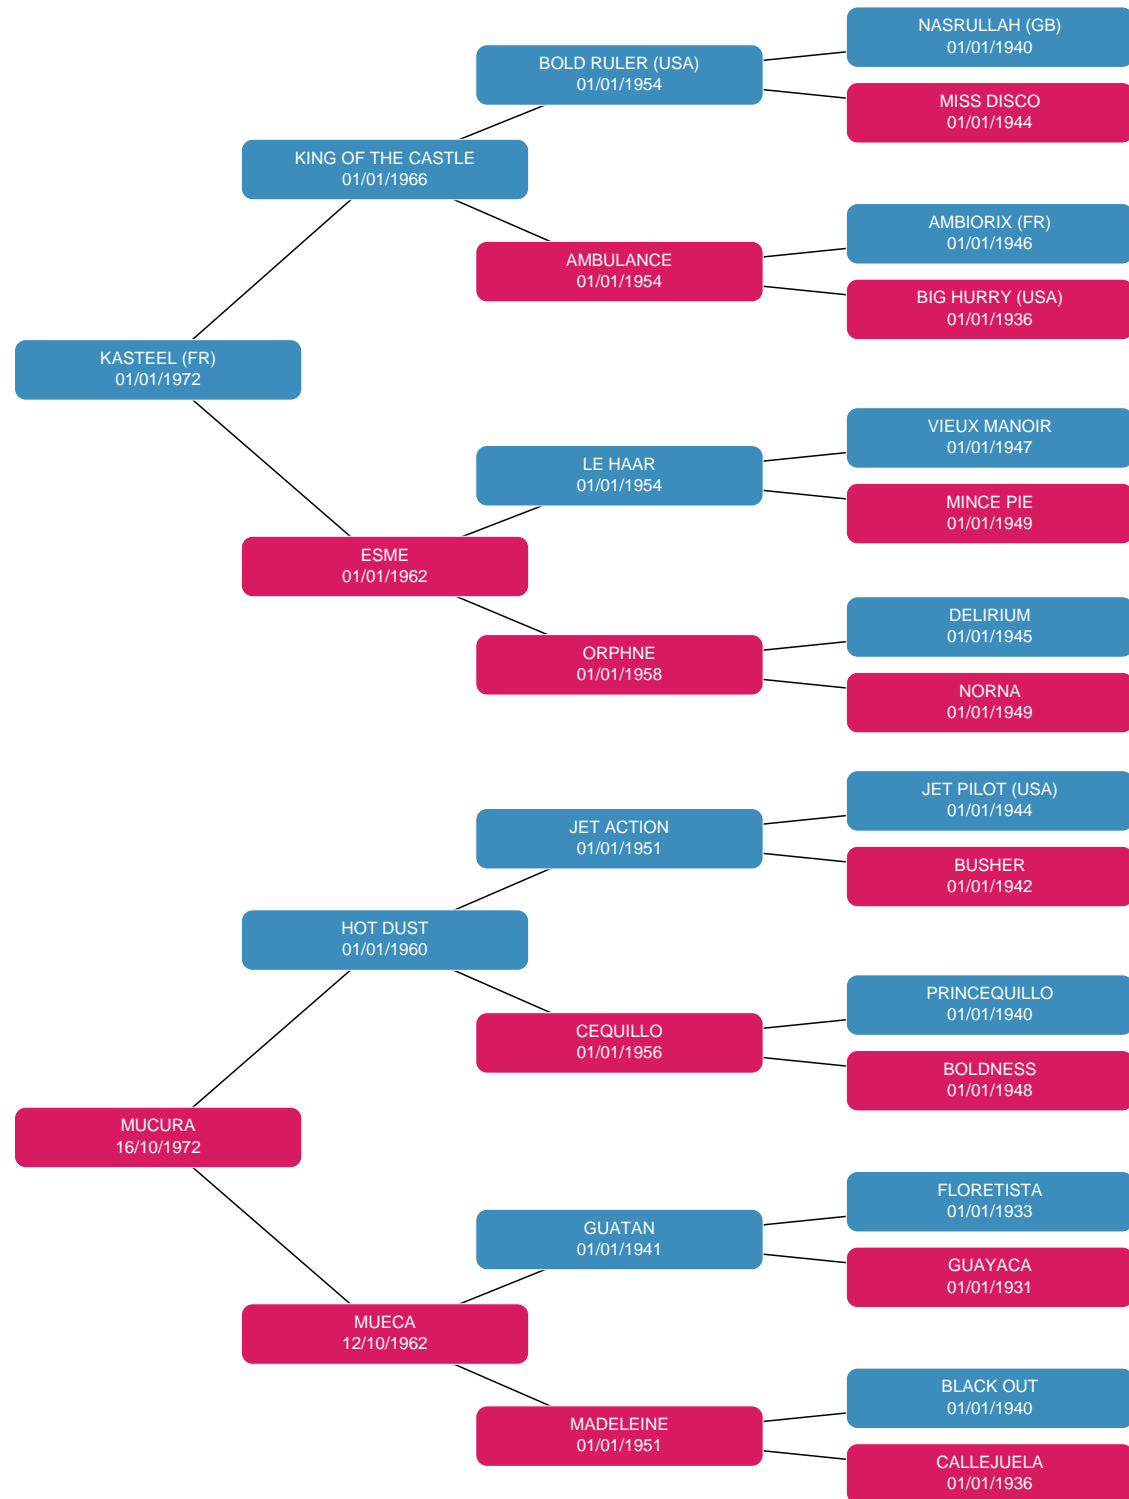 NASRULLAH (GB)
01/01/1940
BOLD RULER (USA)
01/01/1954
MISS DISCO
01/01/1944
KING OF THE CASTLE
01/01/1966
AMBIORIX (FR)
01/01/1946
AMBULANCE
01/01/1954
BIG HURRY (USA)
01/01/1936
KASTEEL (FR)
01/01/1972
VIEUX MANOIR
01/01/1947
LE HAAR
01/01/1954
MINCE PIE
01/01/1949
ESME
01/01/1962
DELIRIUM
01/01/1945
ORPHNE
01/01/1958
NORNA
01/01/1949
JET PILOT (USA)
01/01/1944
JET ACTION
01/01/1951
BUSHER
01/01/1942
HOT DUST
01/01/1960
PRINCEQUILLO
01/01/1940
CEQUILLO
01/01/1956
BOLDNESS
01/01/1948
MUCURA
16/10/1972
FLORETISTA
01/01/1933
GUATAN
01/01/1941
GUAYACA
01/01/1931
MUECA
12/10/1962
BLACK OUT
01/01/1940
MADELEINE
01/01/1951
CALLEJUELA
01/01/1936